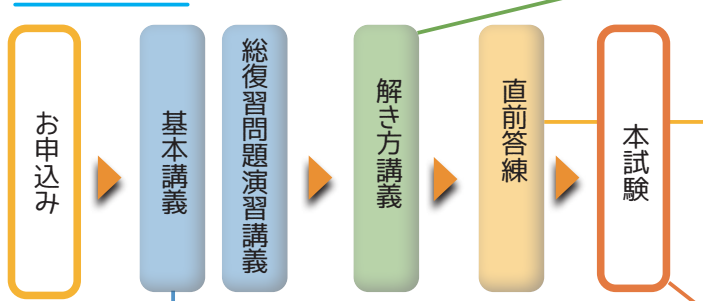 お申込み
基本講義
総復習問題演習講義
解き方講義
直前答練
本試験